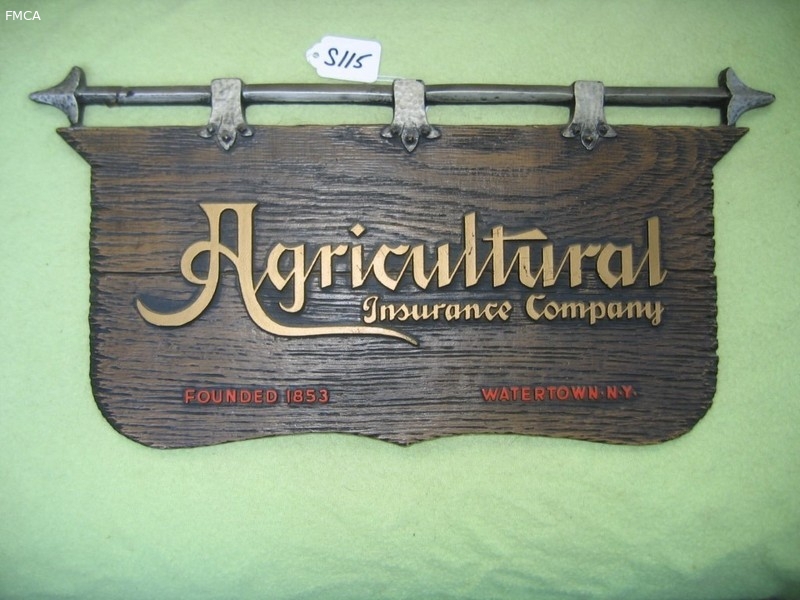 FMCA
S115
Agricultural
Insurance Company
FOUNDED 1853 WATERTOWN·N·Y·